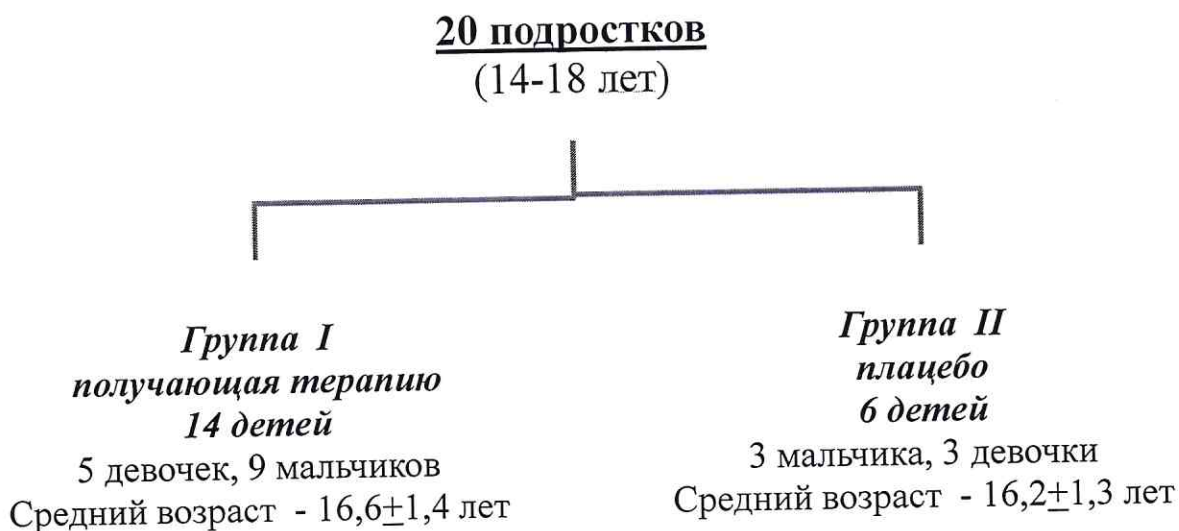 20 подростков
(14-18 лет)
Группа I
получающая терапию
14 детей
5 девочек, 9 мальчиков
Средний возраст - 16,6±1,4 лет
Группа II
плацебо
6 детей
3 мальчика, 3 девочки
Средний возраст - 16,2±1,3 лет